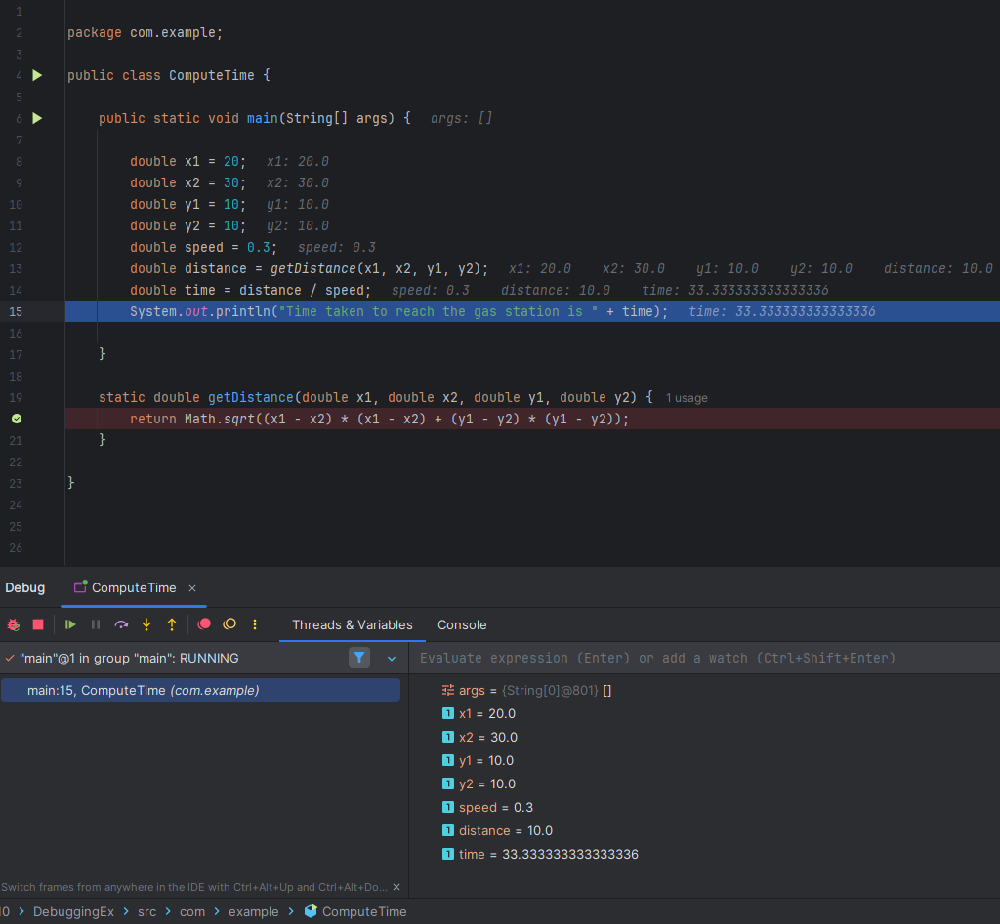 1
2 package com.example;
3
4 public class ComputeTime {
5
6 public static void main(String[] args) { args: []
7
8 double x1 = 20; x1: 20.0
9 double x2 = 30; x2: 30.0
10 double y1 = 10; y1: 10.0
11 double y2 = 10; y2: 10.0
12 double speed = 0.3; speed: 0.3
13 double distance = getDistance(x1, x2, y1, y2); x1: 20.0 x2: 30.0 y1: 10.0 y2: 10.0 distance: 10.0
14 double time = distance / speed; speed: 0.3 distance: 10.0 time: 33.333333333333336
15 System.out.println("Time taken to reach the gas station is " + time); time: 33.333333333333336
16
17 }
18
19 static double getDistance(double x1, double x2, double y1, double y2) { 1 usage
return Math.sqrt((x1 - x2) * (x1 - x2) + (y1 - y2) * (y1 - y2));
21 }
22
23 }
24
25
26
Debug ComputeTime ×
Threads & Variables Console
"main"@1 in group "main": RUNNING
Evaluate expression (Enter) or add a watch (Ctrl+Shift+Enter)
main:15, ComputeTime (com.example)
args = {String[0]@801} []
x1 = 20.0
x2 = 30.0
y1 = 10.0
y2 = 10.0
speed = 0.3
distance = 10.0
time = 33.333333333333336
Switch frames from anywhere in the IDE with Ctrl+Alt+Up and Ctrl+Alt+Do... ×
DebuggingEx > src > com > example > ComputeTime